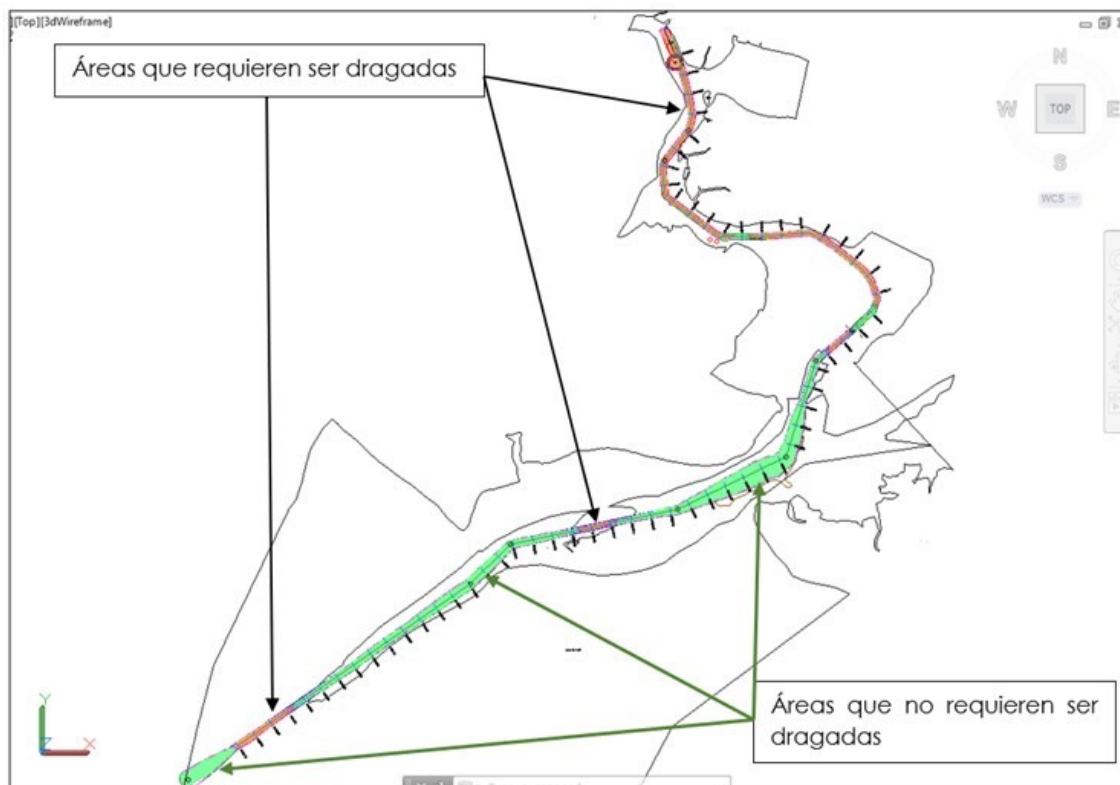 [Top][3dWireframe]
Áreas que requieren ser dragadas
N
W
TOP
E
S
WCS
Y
X
Áreas que no requieren ser
dragadas